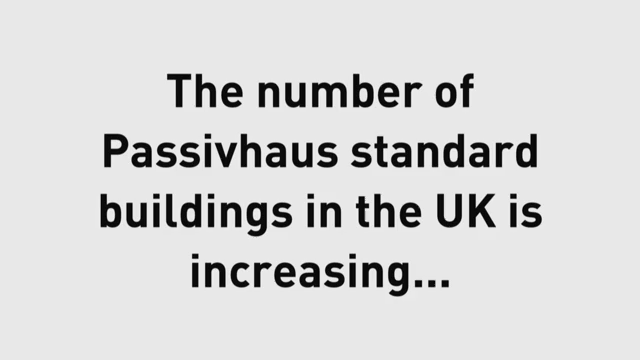 The number of
Passivhaus standard
buildings in the UK is
increasing...